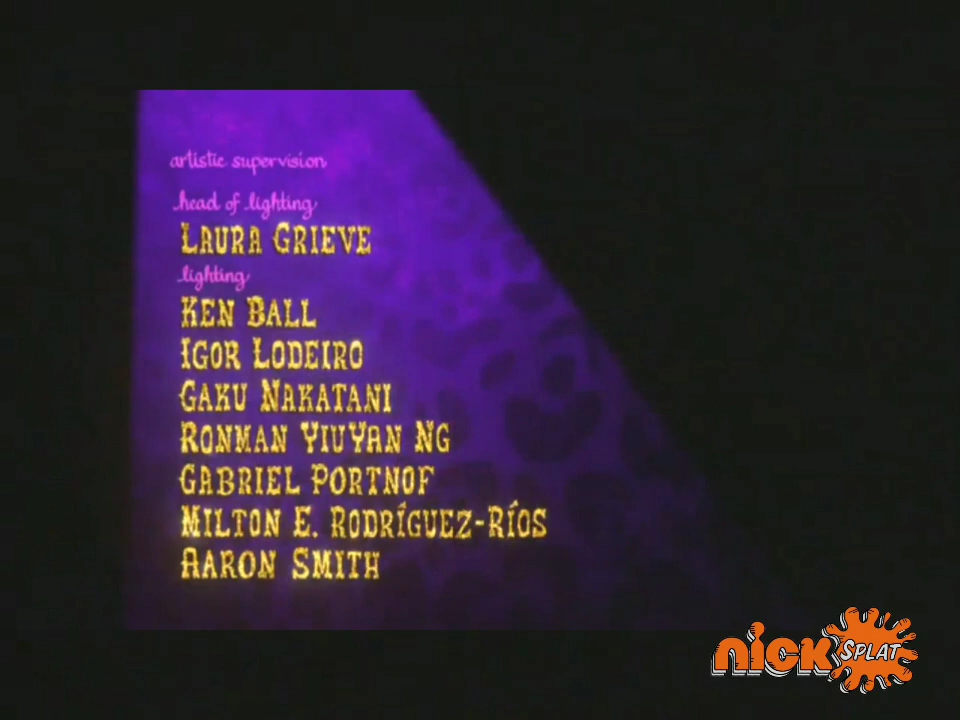 artistic supervision
head of lighting
LAURA GRIEVE
lighting
KEN BALL
IGOR LODEIRO
GAKU NAKATANI
RONMAN YIUYAN NG
GABRIEL PORTNOF
MILTON E. RODRÍGUEZ-RÍOS
AARON SMITH
nick SPLAT